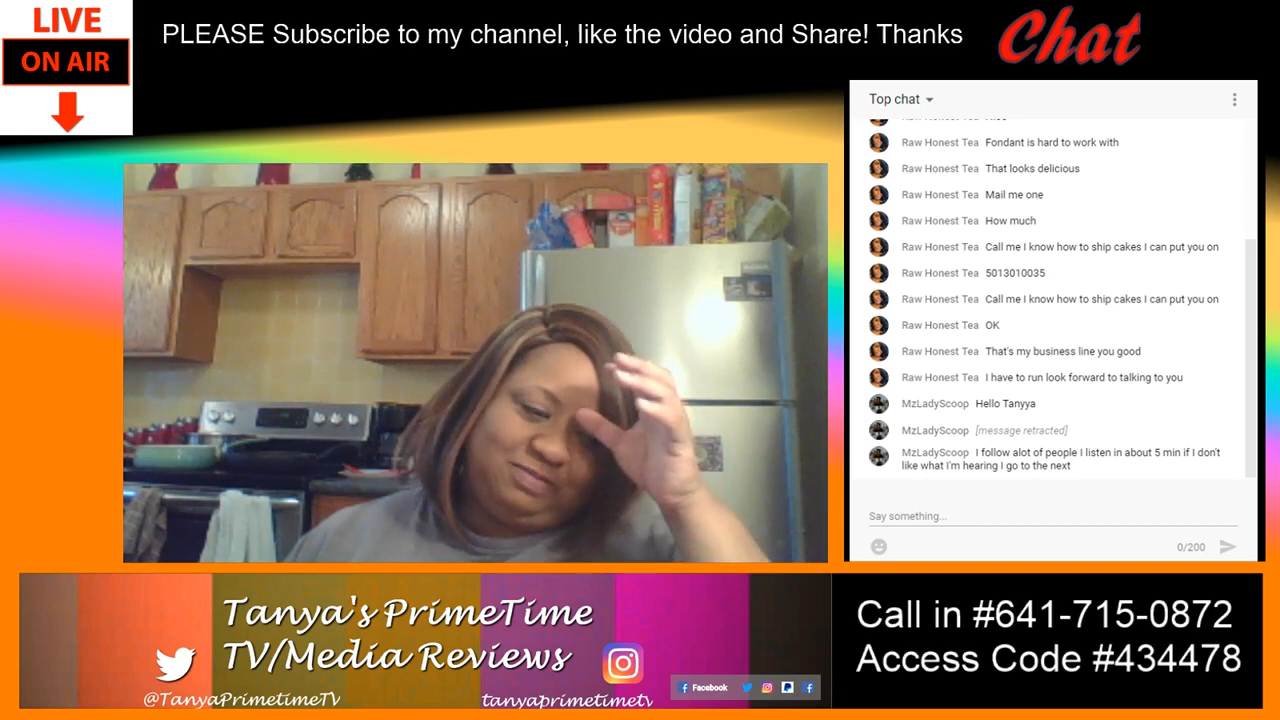 LIVE
ON AIR
PLEASE Subscribe to my channel, like the video and Share! Thanks
Chat
Top chat
Raw Honest Tea
Raw Honest Tea Fondant is hard to work with
Raw Honest Tea That looks delicious
Raw Honest Tea Mail me one
Raw Honest Tea How much
Raw Honest Tea Call me I know how to ship cakes I can put you on
Raw Honest Tea 5013010035
Raw Honest Tea Call me I know how to ship cakes I can put you on
Raw Honest Tea OK
Raw Honest Tea That's my business line you good
Raw Honest Tea I have to run look forward to talking to you
MzLadyScoop Hello Tanyya
MzLadyScoop [message retracted]
MzLadyScoop I follow alot of people I listen in about 5 min if I don't
like what I'm hearing I go to the next
Say something...
0/200
Tanya's PrimeTime
TV/Media Reviews
@TanyaPrimetimeTV
tanyaprimetimetv
Facebook
Call in #641-715-0872
Access Code #434478